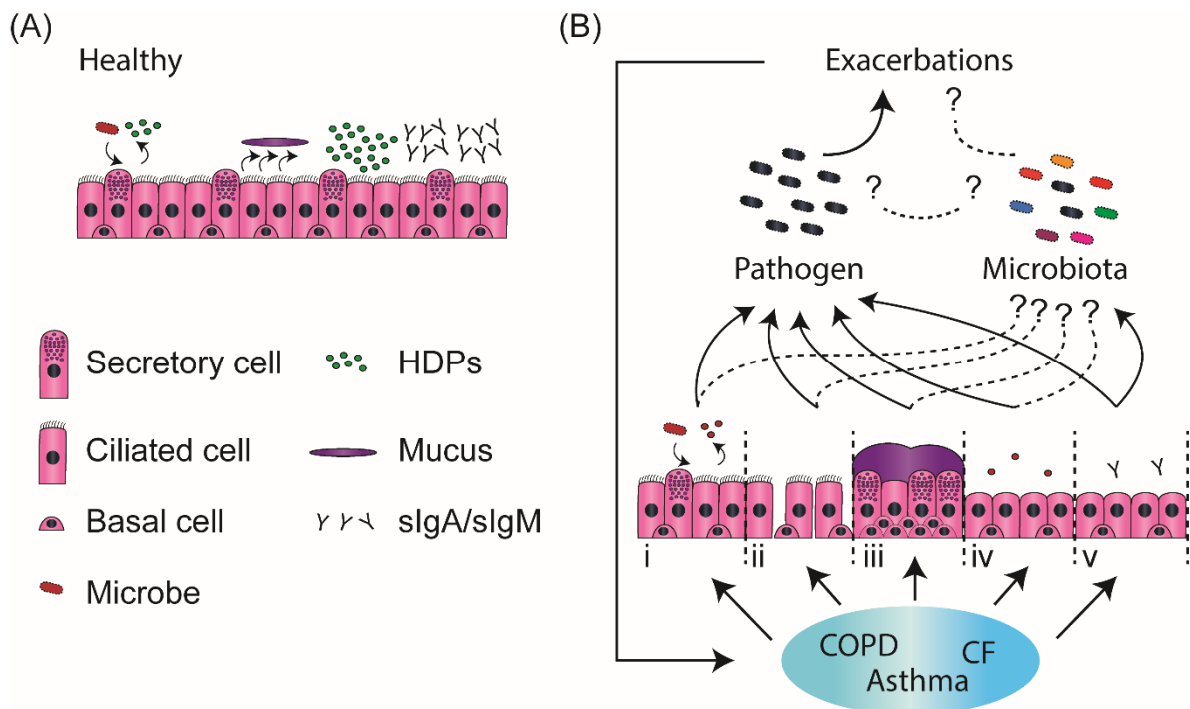 (A)
Healthy
Secretory cell
HDPs
Ciliated cell
Mucus
Basal cell
sIgA/sIgM
Microbe
(B)
Exacerbations
?
?
?
Pathogen
Microbiota
? ? ? ?
i
ii
iii
iv
v
COPD
CF
Asthma